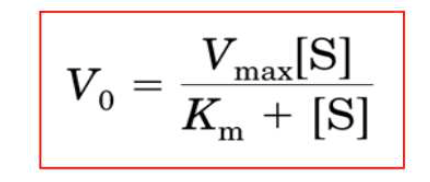 V₀ = Vmax[S] / Km + [S]